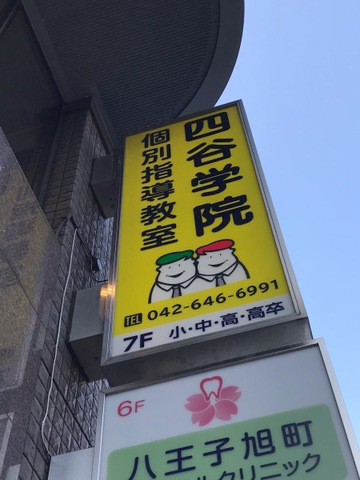 四谷学院
個別指導教室
TEL 042-646-6991
7F 小・中・高・高卒
6F
八王子旭町
クリニック